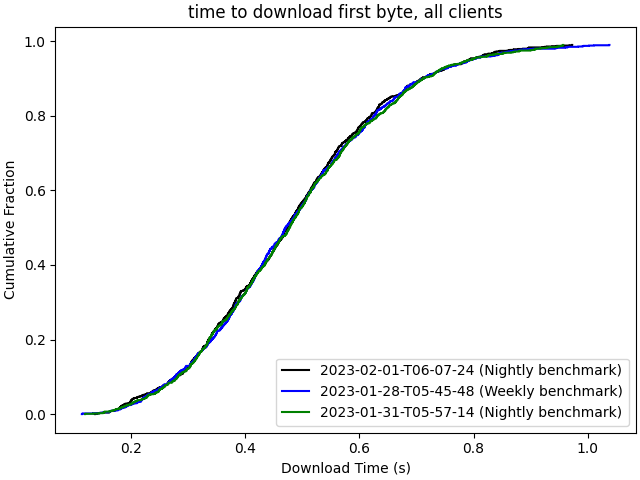 time to download first byte, all clients
1.0
0.8
0.6
0.4
0.2
0.0
Cumulative Fraction
2023-02-01-T06-07-24 (Nightly benchmark)
2023-01-28-T05-45-48 (Weekly benchmark)
2023-01-31-T05-57-14 (Nightly benchmark)
0.2 0.4 0.6 0.8 1.0
Download Time (s)